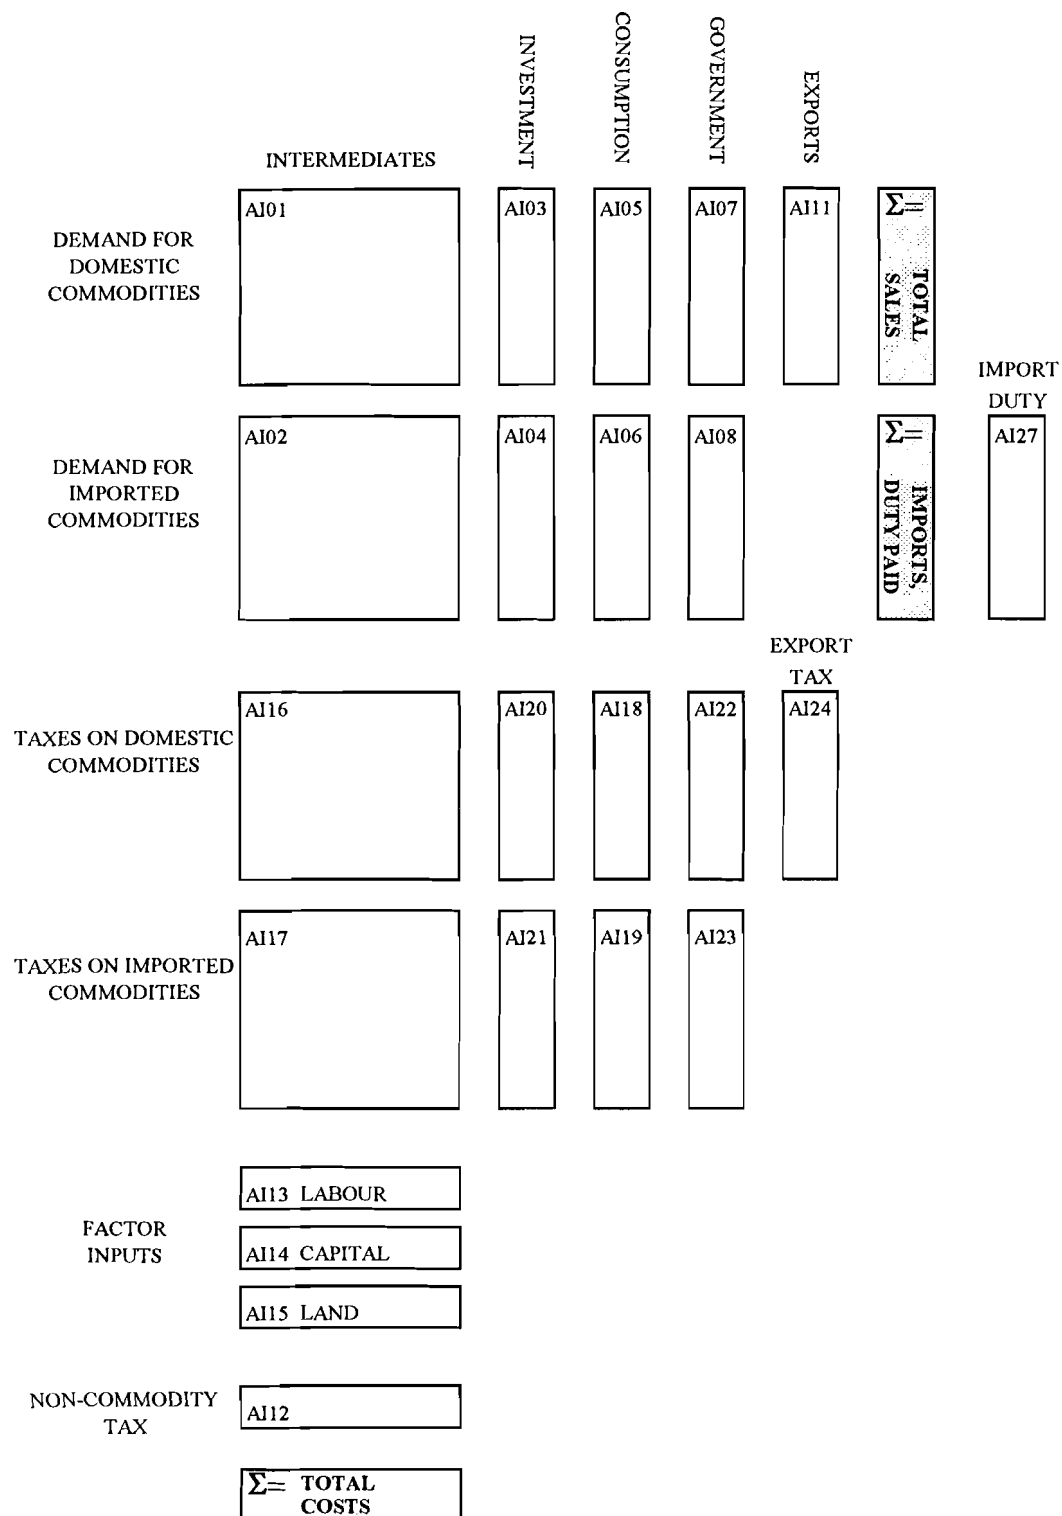 INTERMEDIATES
INVESTMENT
CONSUMPTION
GOVERNMENT
EXPORTS
DEMAND FOR
DOMESTIC
COMMODITIES
AI01
AI03
AI05
AI07
AI11
Σ=
TOTAL
SALES
IMPORT
DUTY
DEMAND FOR
IMPORTED
COMMODITIES
AI02
AI04
AI06
AI08
Σ=
IMPORTS,
DUTY PAID
AI27
EXPORT
TAX
TAXES ON DOMESTIC
COMMODITIES
AI16
AI20
AI18
AI22
AI24
TAXES ON IMPORTED
COMMODITIES
AI17
AI21
AI19
AI23
FACTOR
INPUTS
AI13 LABOUR
AI14 CAPITAL
AI15 LAND
NON-COMMODITY
TAX
AI12
Σ= TOTAL
COSTS